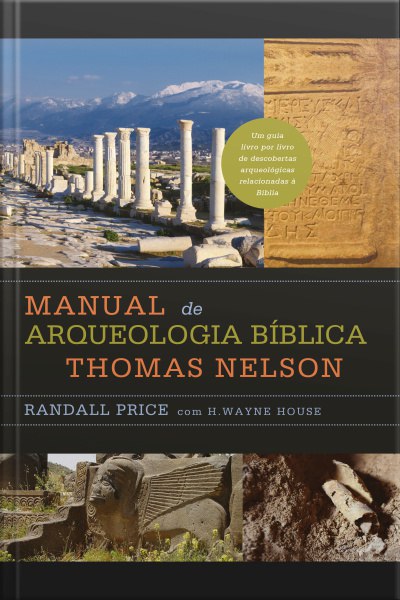 Um guia
livro por livro
de descobertas
arqueológicas
relacionadas à
Bíblia
MANUAL de
ARQUEOLOGIA BÍBLICA
THOMAS NELSON
RANDALL PRICE com H. WAYNE HOUSE